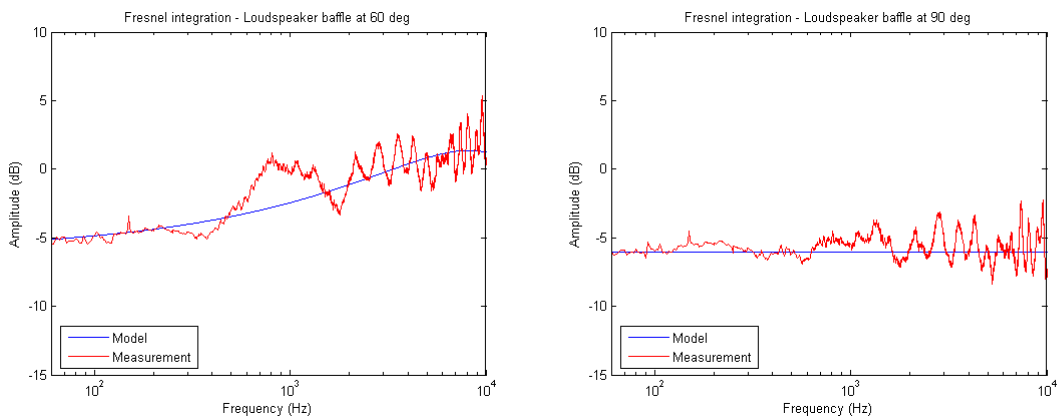 Fresnel integration - Loudspeaker baffle at 60 deg
10
5
0
-5
-10
-15
Amplitude (dB)
Model
Measurement
10^2
10^3
10^4
Frequency (Hz)
Fresnel integration - Loudspeaker baffle at 90 deg
10
5
0
-5
-10
-15
Amplitude (dB)
Model
Measurement
10^2
10^3
10^4
Frequency (Hz)